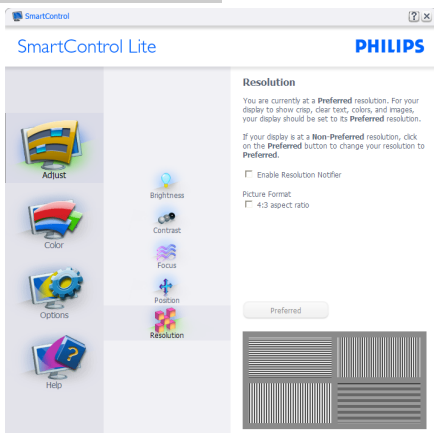 SmartControl
SmartControl Lite
PHILIPS
Adjust
Color
Options
Help
Brightness
Contrast
Focus
Position
Resolution
Resolution
You are currently at a Preferred resolution. For your
display to show crisp, clear text, colors, and images,
your display should be set to its Preferred resolution.
If your display is at a Non-Preferred resolution, click
on the Preferred button to change your resolution to
Preferred.
Enable Resolution Notifier
Picture Format
4:3 aspect ratio
Preferred